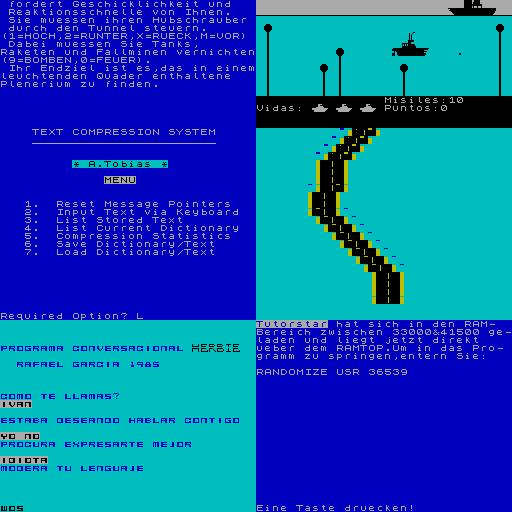 fordert Geschicklichkeit und
Reaktionsschnelle von Ihnen.
Sie muessen ihren Hubschrauber
durch den Tunnel steuern.
(1=HOCH,2=RUNTER,X=RUECK,M=VOR)
Dabei muessen Sie Tanks,
Raketen und Fallminen vernichten
(9=BOMBEN,0=FEUER).
Ihr Endziel ist es,das in einem
leuchtenden Quader enthaltene
Plenerium zu finden.
TEXT COMPRESSION SYSTEM
* A.Tobias *
MENU
1. Reset Message Pointers
2. Input Text via Keyboard
3. List Stored Text
4. List Current Dictionary
5. Compression Statistics
6. Save Dictionary/Text
7. Load Dictionary/Text
Required Option? L
Misiles:10
Vidas: Puntos:0
PROGRAMA CONVERSACIONAL HERBIE
RAFAEL GARCIA 1985
COMO TE LLAMAS?
IVAN
ESTABA DESEANDO HABLAR CONTIGO
YO NO
PROCURA EXPRESARTE MEJOR
IDIOTA
MODERA TU LENGUAJE
WOS
Tutorstar hat sich in den RAM-
Bereich zwischen 33000&41500 ge-
laden und liegt jetzt direkt
ueber dem RAMTOP.Um in das Pro-
gramm zu springen,entern Sie:
RANDOMIZE USR 36539
Eine Taste druecken!